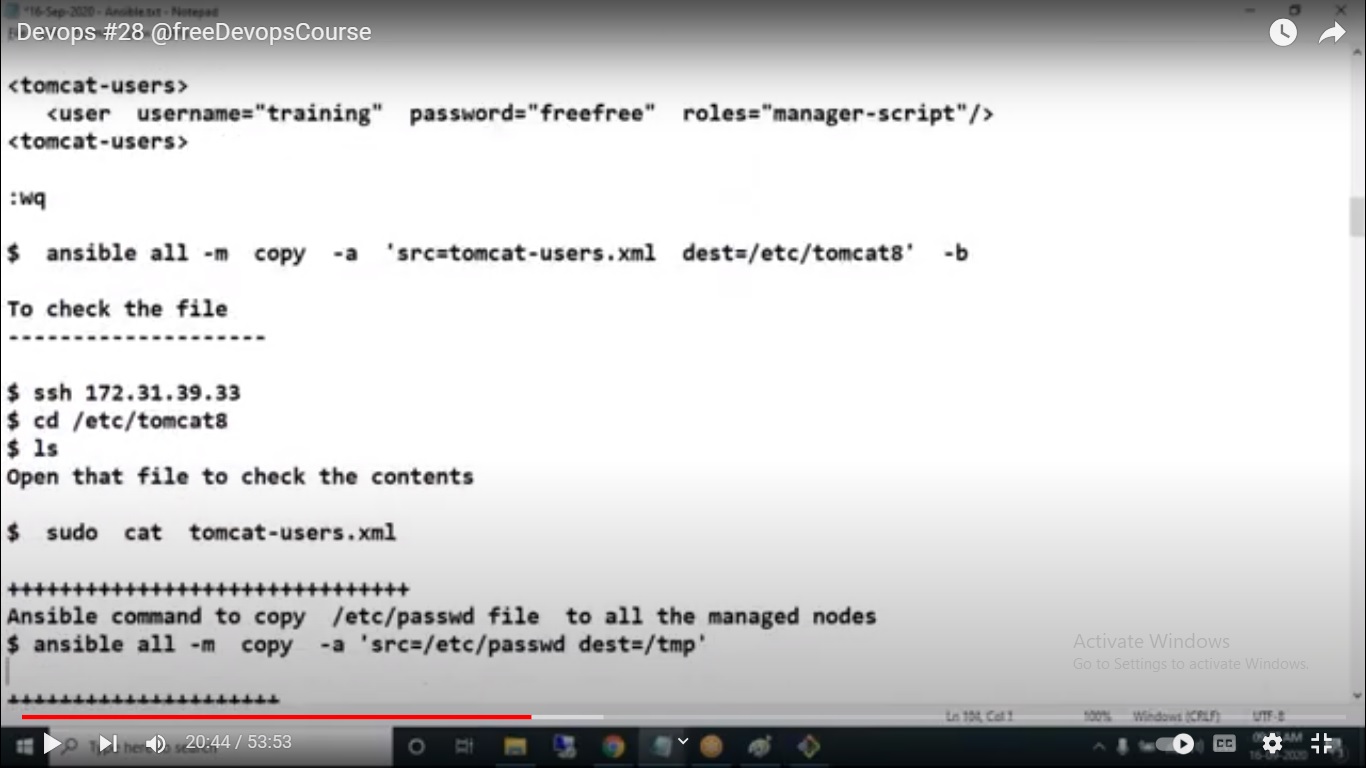 *16-Sep-2020 - Ansible.txt - Notepad
Devops #28 @freeDevopsCourse
<tomcat-users>
<user username="training" password="freefree" roles="manager-script"/>
<tomcat-users>
:wq
$ ansible all -m copy -a 'src=tomcat-users.xml dest=/etc/tomcat8' -b
To check the file
--------------------
$ ssh 172.31.39.33
$ cd /etc/tomcat8
$ ls
Open that file to check the contents
$ sudo cat tomcat-users.xml
+++++++++++++++++++++++++++++++
Ansible command to copy /etc/passwd file to all the managed nodes
$ ansible all -m copy -a 'src=/etc/passwd dest=/tmp'
+++++++++++++++++++++
Activate Windows
Go to Settings to activate Windows.
100% Windows (CRLF) UTF-8
Type here to search
20:44 / 53:53
CC
AM
16-09-2020